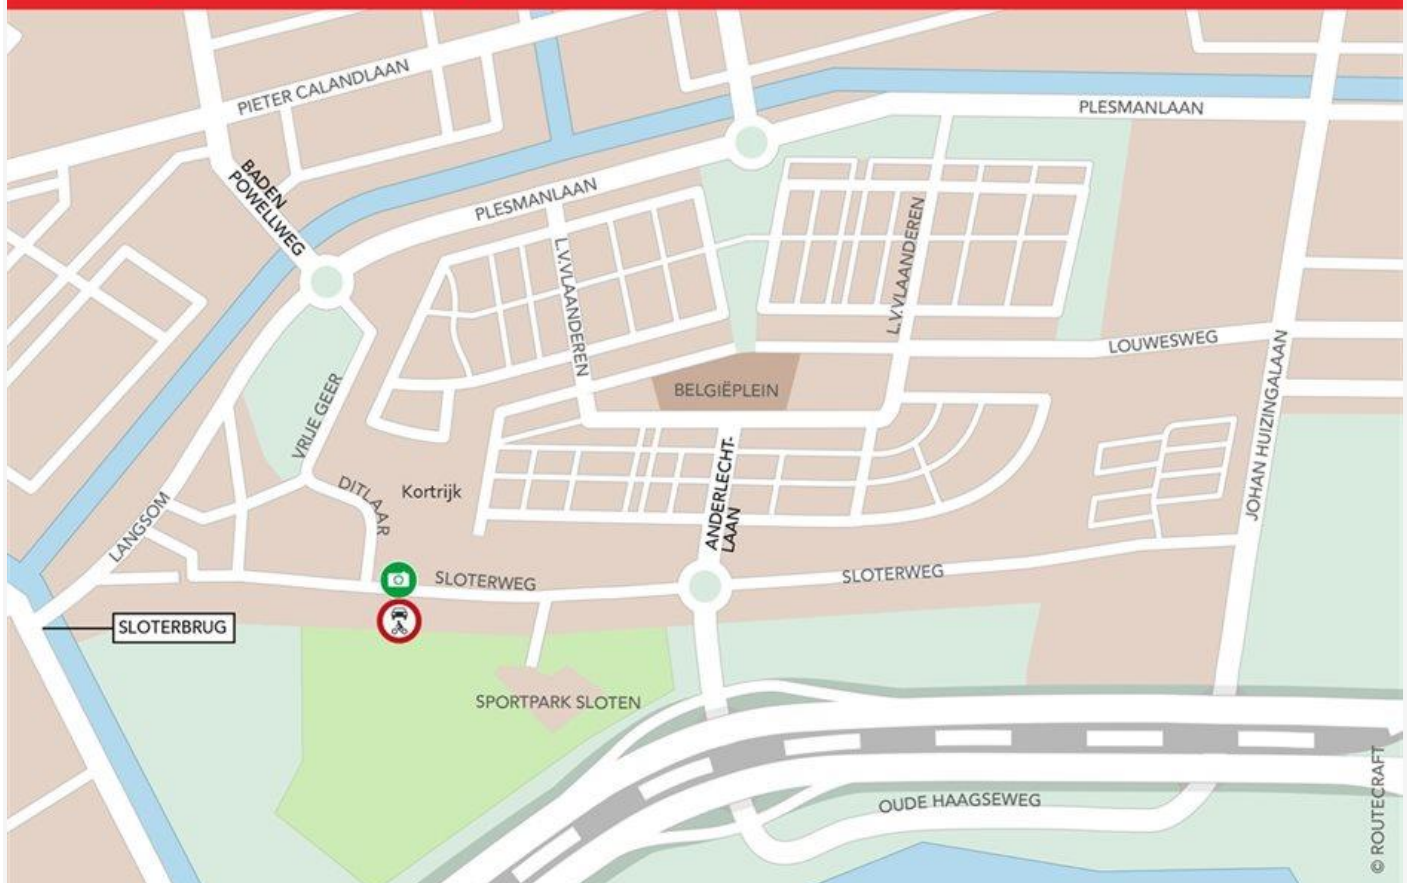 PIETER CALANDLAAN
PLESMANLAAN
BADEN
POWELLWEG
PLESMANLAAN
L.V.VLAANDEREN
L.V.VLAANDEREN
LOUWESWEG
BELGIËPLEIN
JOHAN HUIZINGALAAN
VRIJE GEER
DITLAAR
Kortrijk
ANDERLECHT-
LAAN
LANGSOM
SLOTERWEG
SLOTERWEG
SLOTERBRUG
SPORTPARK SLOTEN
OUDE HAAGSEWEG
© ROUTECRAFT